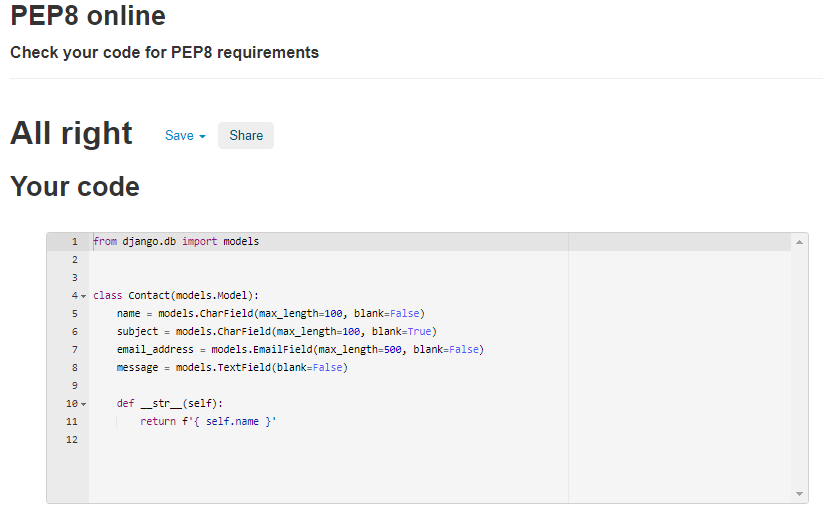 PEP8 online
Check your code for PEP8 requirements
All right Save Share
Your code
1 from django.db import models
2
3
4 class Contact(models.Model):
5     name = models.CharField(max_length=100, blank=False)
6     subject = models.CharField(max_length=100, blank=True)
7     email_address = models.EmailField(max_length=500, blank=False)
8     message = models.TextField(blank=False)
9
10     def __str__(self):
11         return f'{ self.name }'
12